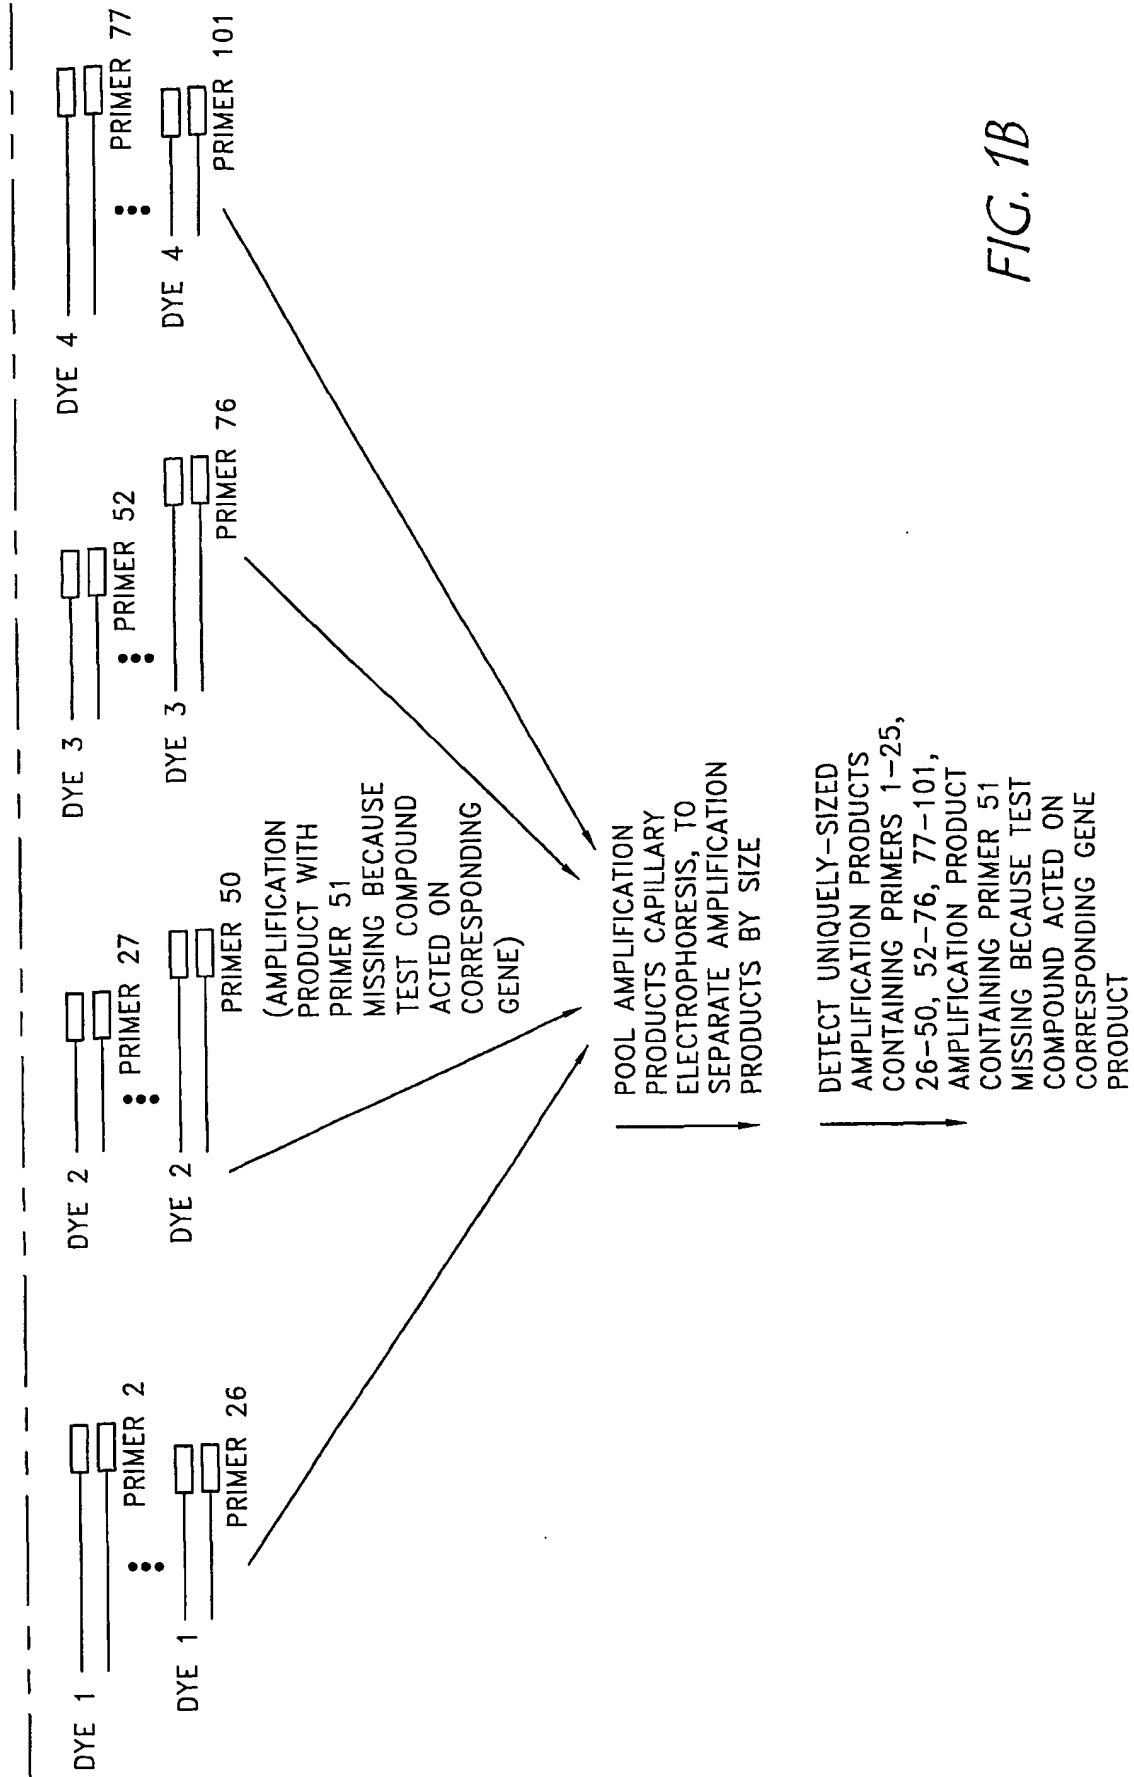 DYE 1
PRIMER 2
DYE 1
PRIMER 26
DYE 2
PRIMER 27
DYE 2
PRIMER 50
(AMPLIFICATION
PRODUCT WITH
PRIMER 51
MISSING BECAUSE
TEST COMPOUND
ACTED ON
CORRESPONDING
GENE)
DYE 3
PRIMER 52
DYE 3
PRIMER 76
DYE 4
PRIMER 77
DYE 4
PRIMER 101
POOL AMPLIFICATION
PRODUCTS CAPILLARY
ELECTROPHORESIS, TO
SEPARATE AMPLIFICATION
PRODUCTS BY SIZE
DETECT UNIQUELY-SIZED
AMPLIFICATION PRODUCTS
CONTAINING PRIMERS 1-25,
26-50, 52-76, 77-101,
AMPLIFICATION PRODUCT
CONTAINING PRIMER 51
MISSING BECAUSE TEST
COMPOUND ACTED ON
CORRESPONDING GENE
PRODUCT
FIG. 1B